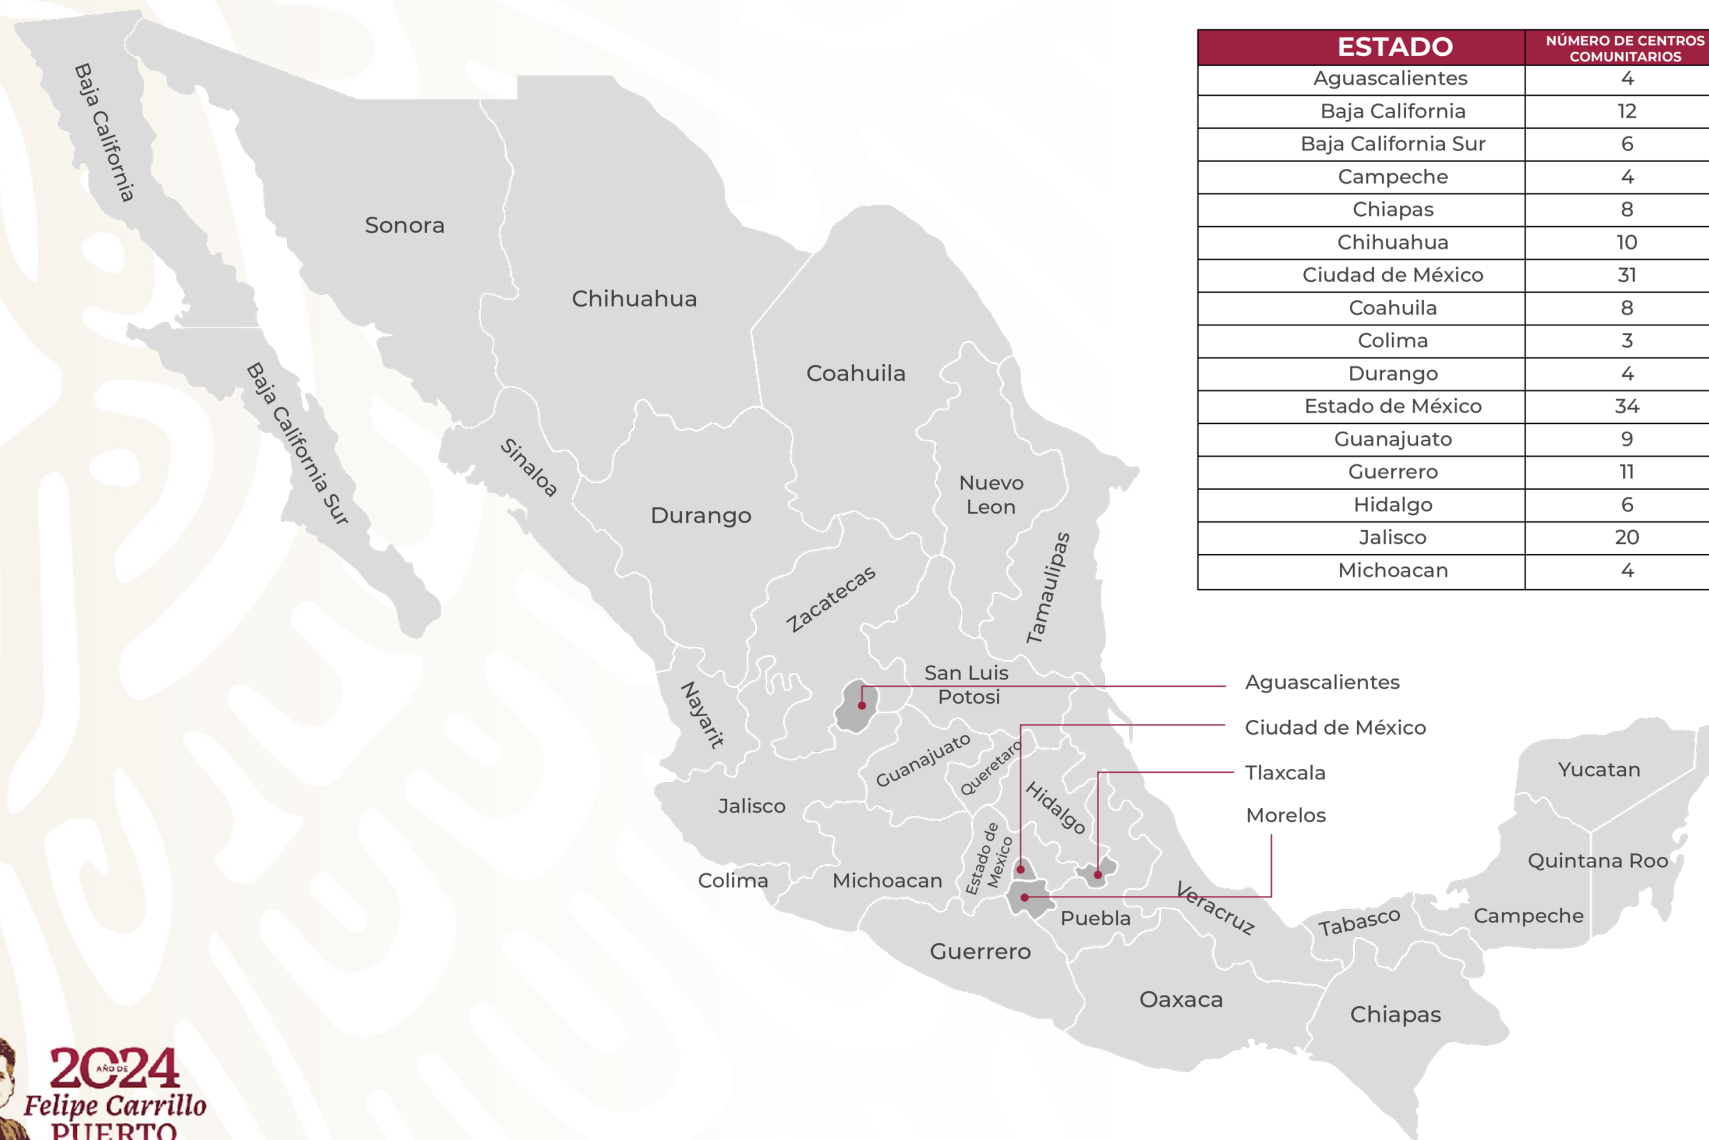 ESTADO
NÚMERO DE CENTROS
COMUNITARIOS
Aguascalientes 4
Baja California 12
Baja California Sur 6
Campeche 4
Chiapas 8
Chihuahua 10
Ciudad de México 31
Coahuila 8
Colima 3
Durango 4
Estado de México 34
Guanajuato 9
Guerrero 11
Hidalgo 6
Jalisco 20
Michoacan 4
Baja California
Sonora
Chihuahua
Coahuila
Baja California Sur
Sinaloa
Durango
Nuevo
Leon
Tamaulipas
Zacatecas
San Luis
Potosi
Nayarit
Aguascalientes
Ciudad de México
Tlaxcala
Morelos
Guanajuato
Queretaro
Hidalgo
Jalisco
Estado de
Mexico
Colima
Michoacan
Puebla
Veracruz
Guerrero
Oaxaca
Tabasco
Chiapas
Yucatan
Quintana Roo
Campeche
2024
AÑO DE
Felipe Carrillo
PUERTO